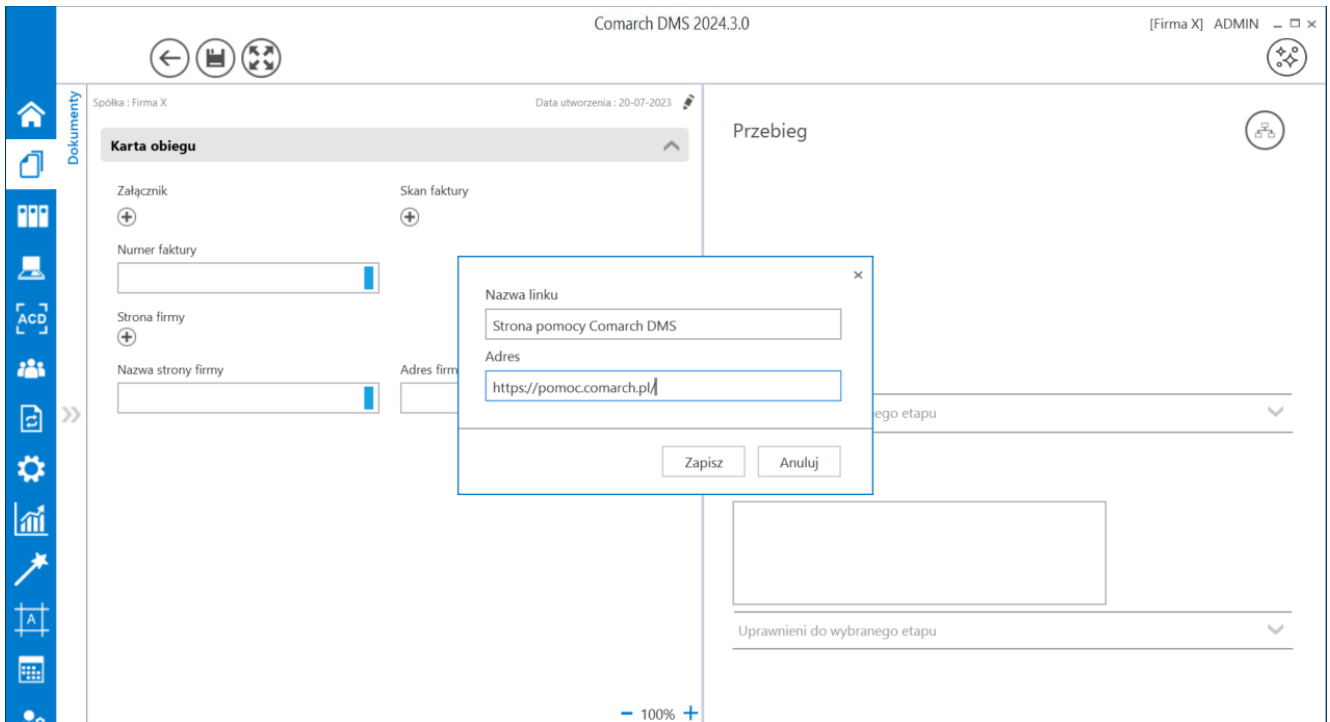 Comarch DMS 2024.3.0
[Firma X] ADMIN
Dokumenty
Spółka : Firma X
Data utworzenia : 20-07-2023
Karta obiegu
Załącznik
Skan faktury
Numer faktury
Strona firmy
Nazwa strony firmy
Adres firm
Nazwa linku
Strona pomocy Comarch DMS
Adres
https://pomoc.comarch.pl/
Zapisz
Anuluj
Przebieg
ego etapu
Uprawnieni do wybranego etapu
100%
ACD
A